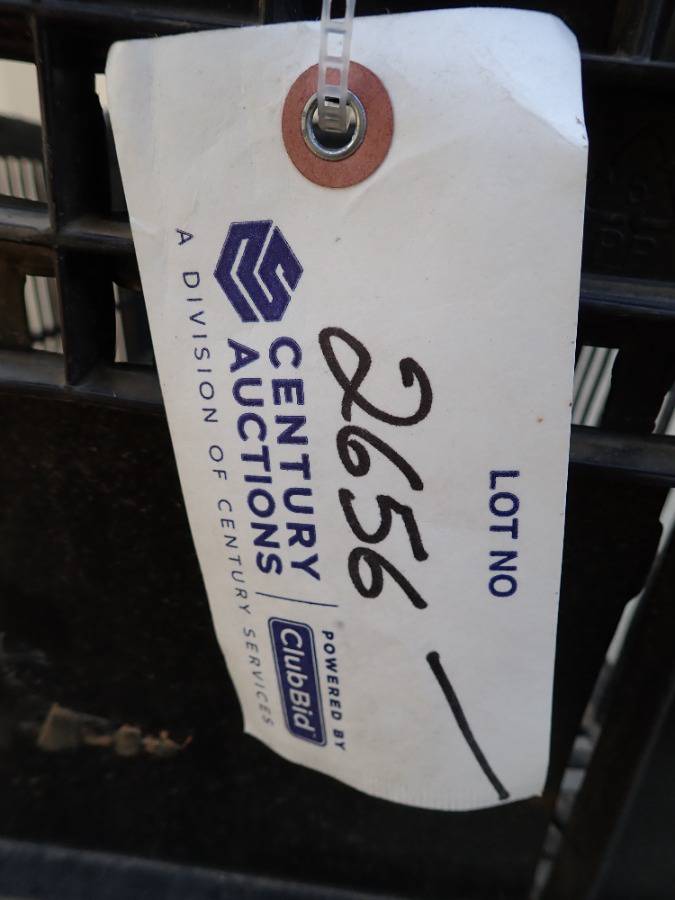 LOT NO
2656 —
CENTURY
AUCTIONS
POWERED BY
ClubBid
A DIVISION OF CENTURY SERVICES